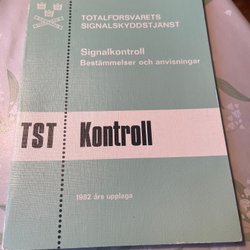 TOTALFÖRSVARETS
SIGNALSKYDDSTJÄNST
Signalkontroll
Bestämmelser och anvisningar
TST Kontroll
1982 års upplaga